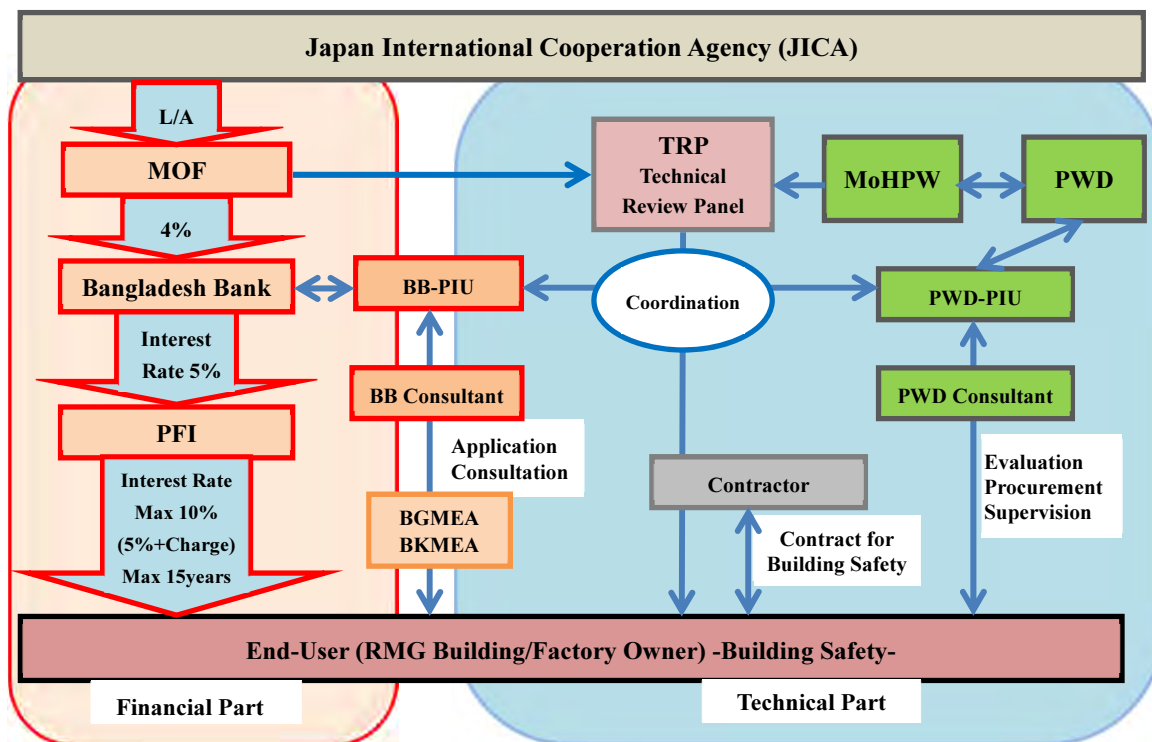 Japan International Cooperation Agency (JICA)
L/A
MOF
4%
Bangladesh Bank
Interest
Rate 5%
PFI
Interest Rate
Max 10%
(5%+Charge)
Max 15years
BB-PIU
BB Consultant
Application
Consultation
BGMEA
BKMEA
TRP
Technical
Review Panel
MoHPW
PWD
Coordination
PWD-PIU
PWD Consultant
Contractor
Contract for
Building Safety
Evaluation
Procurement
Supervision
End-User (RMG Building/Factory Owner) -Building Safety-
Financial Part
Technical Part